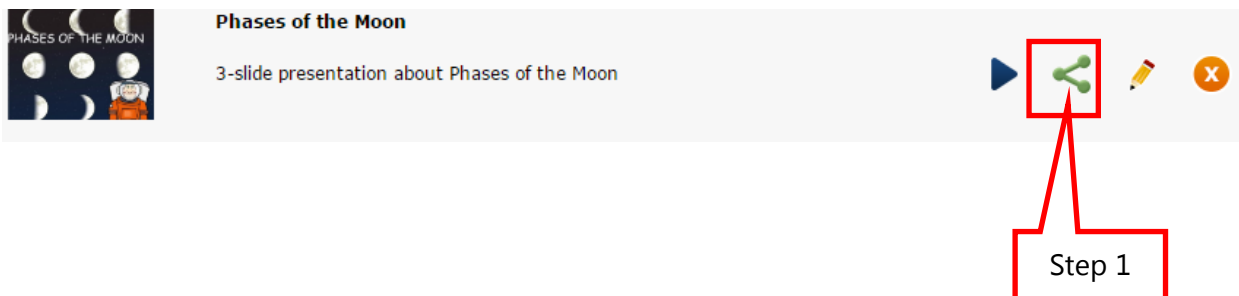 PHASES OF THE MOON
Phases of the Moon
3-slide presentation about Phases of the Moon
X
Step 1